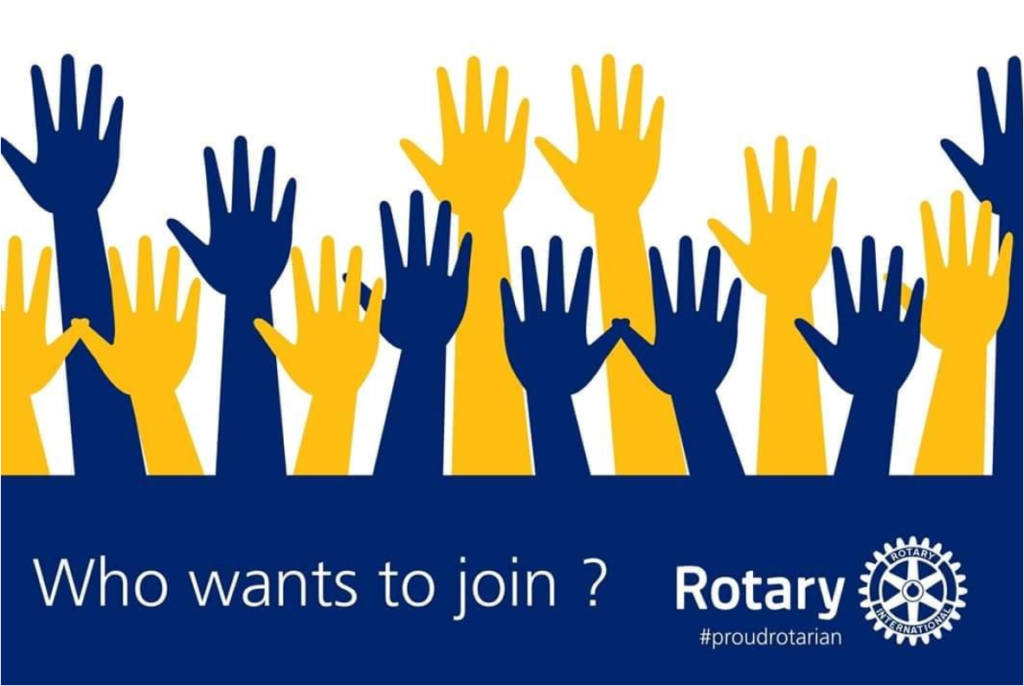 Who wants to join ?
Rotary
#proudrotarian
ROTARY
INTERNATIONAL